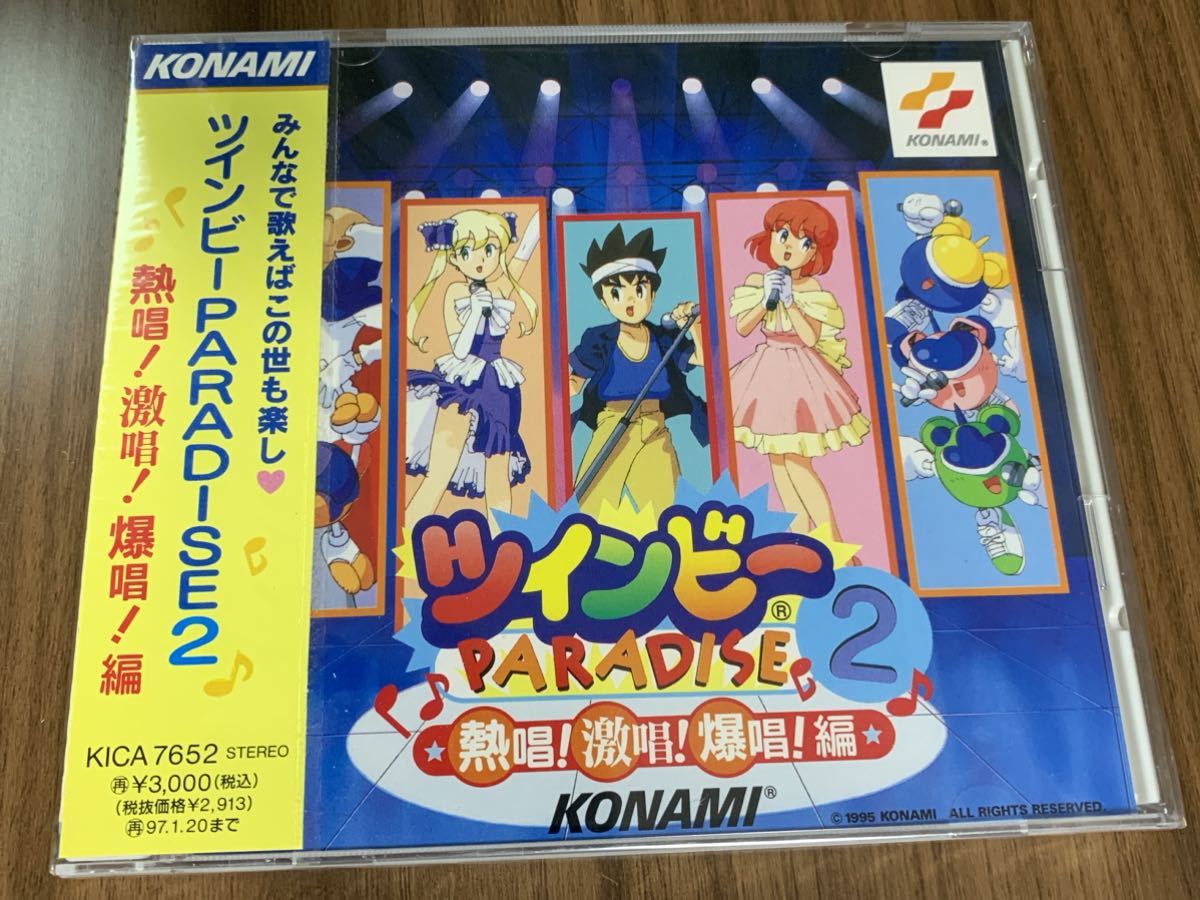 KONAMI
みんなで歌えばこの世も楽し♥
ツインビーPARADISE2
熱唱！激唱！爆唱！編
KICA 7652 STEREO
再¥3,000(税込)
(税抜価格¥2,913)
再97.1.20まで
KONAMI®
ツインビー®
PARADISE 2
熱唱！激唱！爆唱！編
KONAMI®
©1995 KONAMI ALL RIGHTS RESERVED.